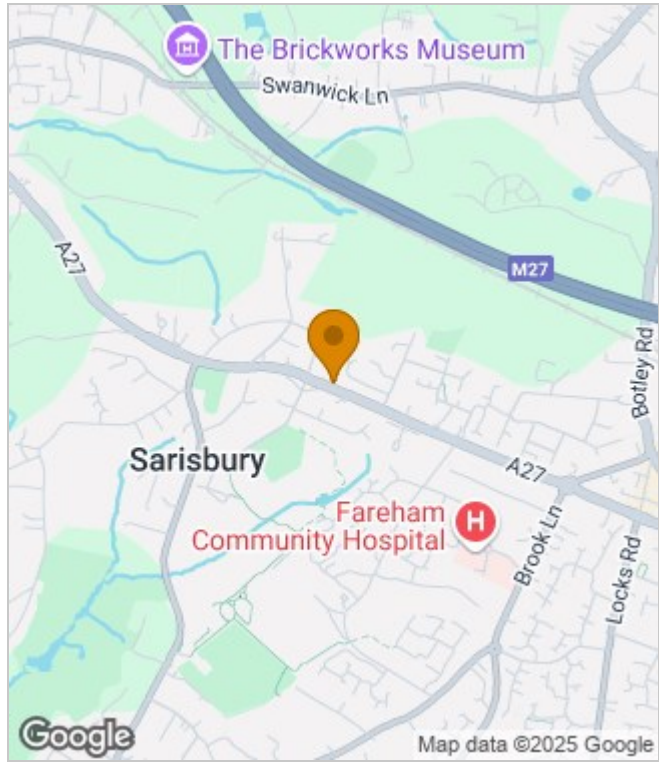 The Brickworks Museum
Swanwick Ln
A27
M27
Botley Rd
Sarisbury
A27
Fareham
Community Hospital
H
Brook Ln
Locks Rd
Google
Map data ©2025 Google